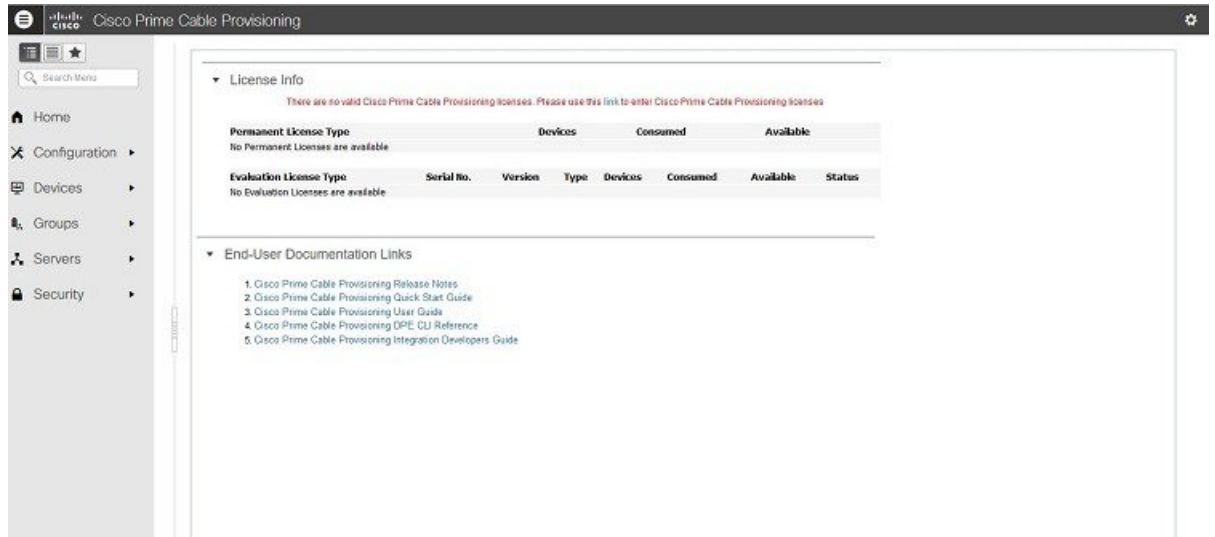 cisco Cisco Prime Cable Provisioning
Search Menu
Home
Configuration
Devices
Groups
Servers
Security
License Info
There are no valid Cisco Prime Cable Provisioning licenses. Please use this link to enter Cisco Prime Cable Provisioning licenses
Permanent License Type Devices Consumed Available
No Permanent Licenses are available
Evaluation License Type Serial No. Version Type Devices Consumed Available Status
No Evaluation Licenses are available
End-User Documentation Links
1. Cisco Prime Cable Provisioning Release Notes
2. Cisco Prime Cable Provisioning Quick Start Guide
3. Cisco Prime Cable Provisioning User Guide
4. Cisco Prime Cable Provisioning DPE CLI Reference
5. Cisco Prime Cable Provisioning Integration Developers Guide